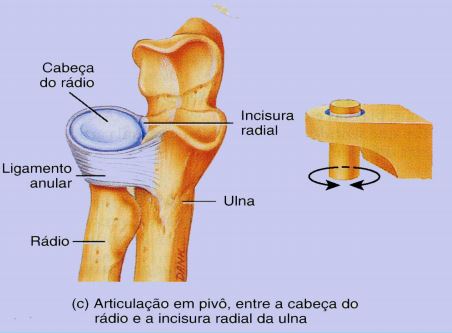 Cabeça
do rádio
Incisura
radial
Ligamento
anular
Ulna
Rádio
DANK
(c) Articulação em pivô, entre a cabeça do
rádio e a incisura radial da ulna